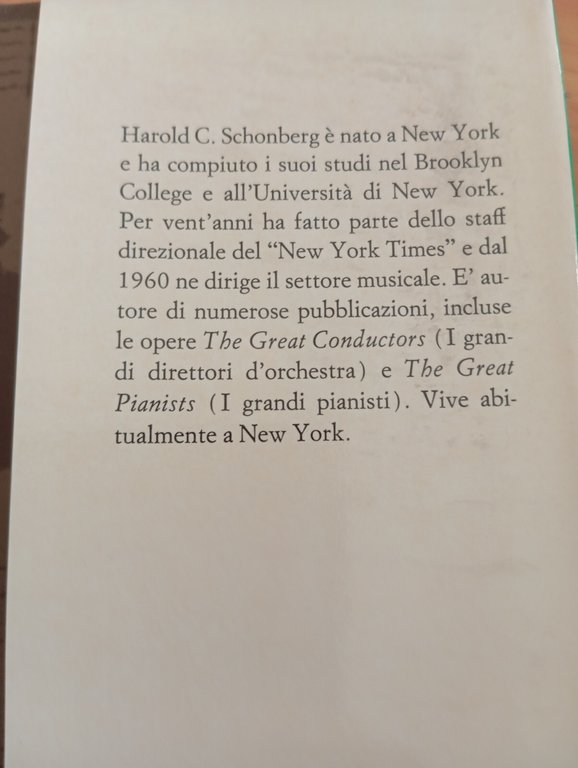 Harold C. Schonberg è nato a New York
e ha compiuto i suoi studi nel Brooklyn
College e all'Università di New York.
Per vent'anni ha fatto parte dello staff
direzionale del “New York Times” e dal
1960 ne dirige il settore musicale. E' au-
tore di numerose pubblicazioni, incluse
le opere The Great Conductors (I gran-
di direttori d'orchestra) e The Great
Pianists (I grandi pianisti). Vive abi-
tualmente a New York.